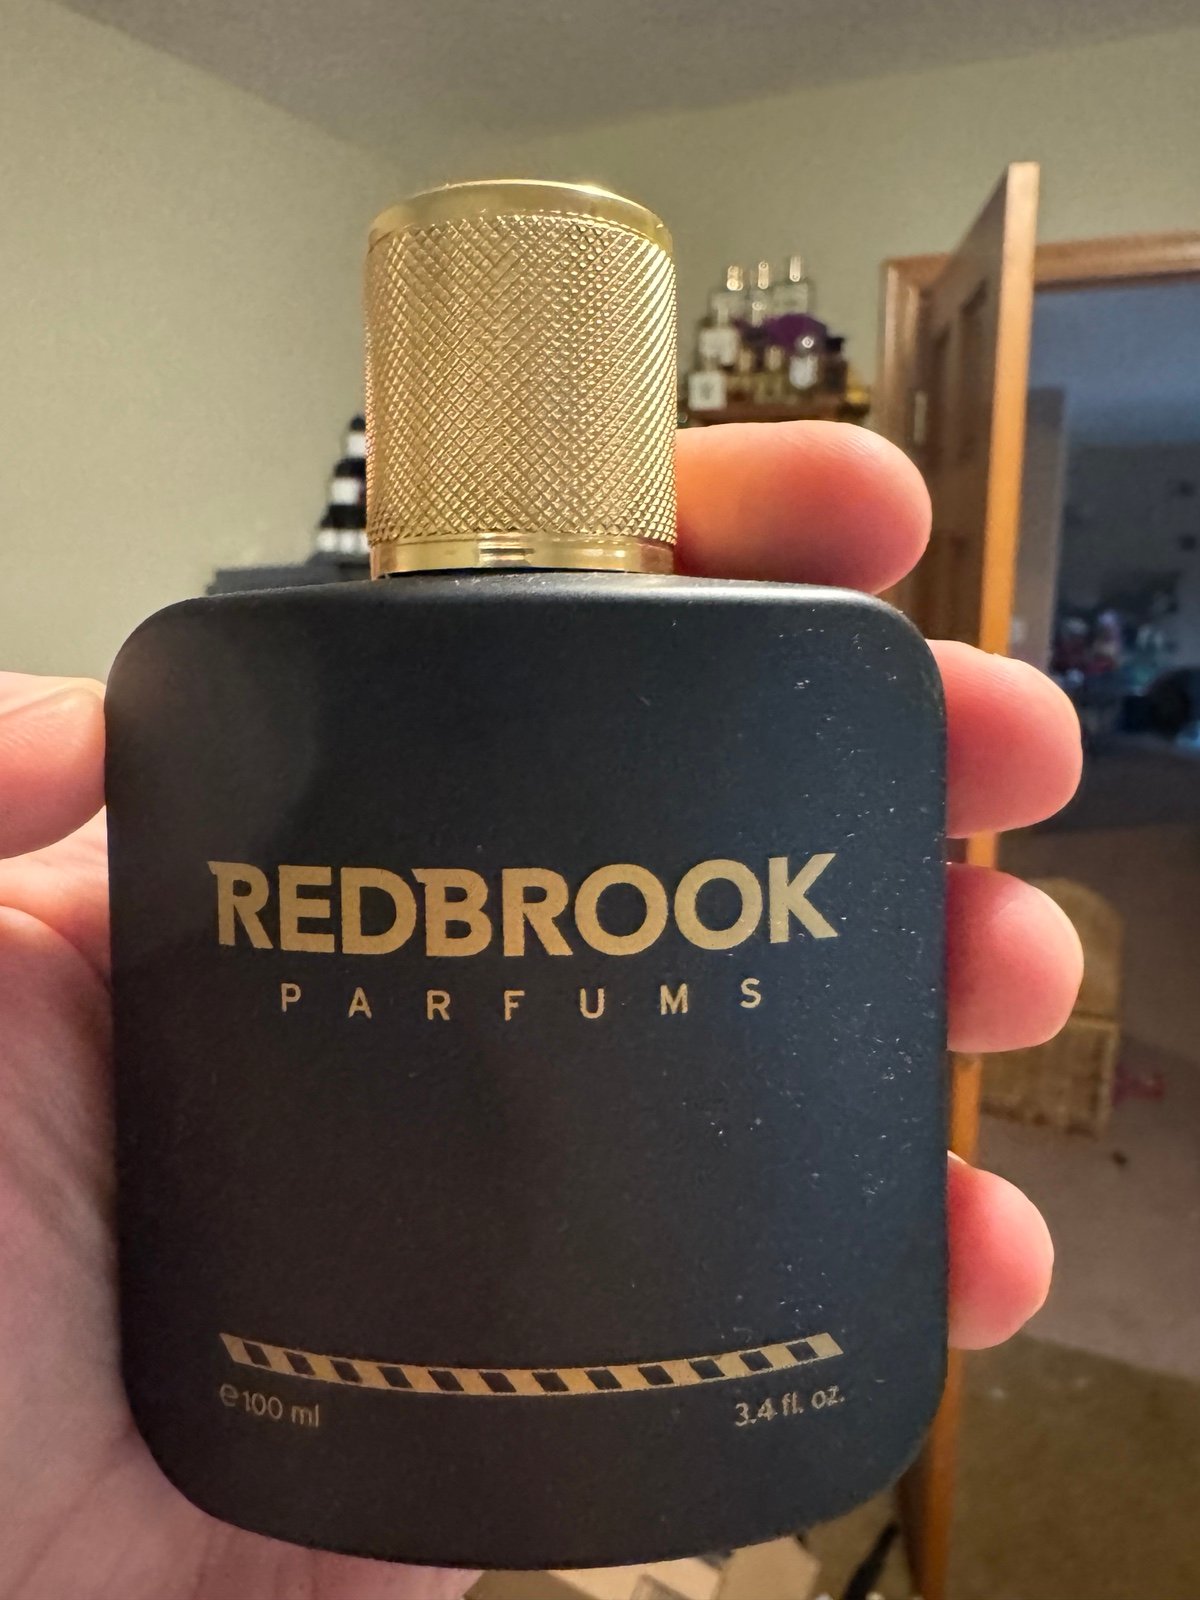 REDBROOK
PARFUMS
℮100 ml 3.4 fl. oz.